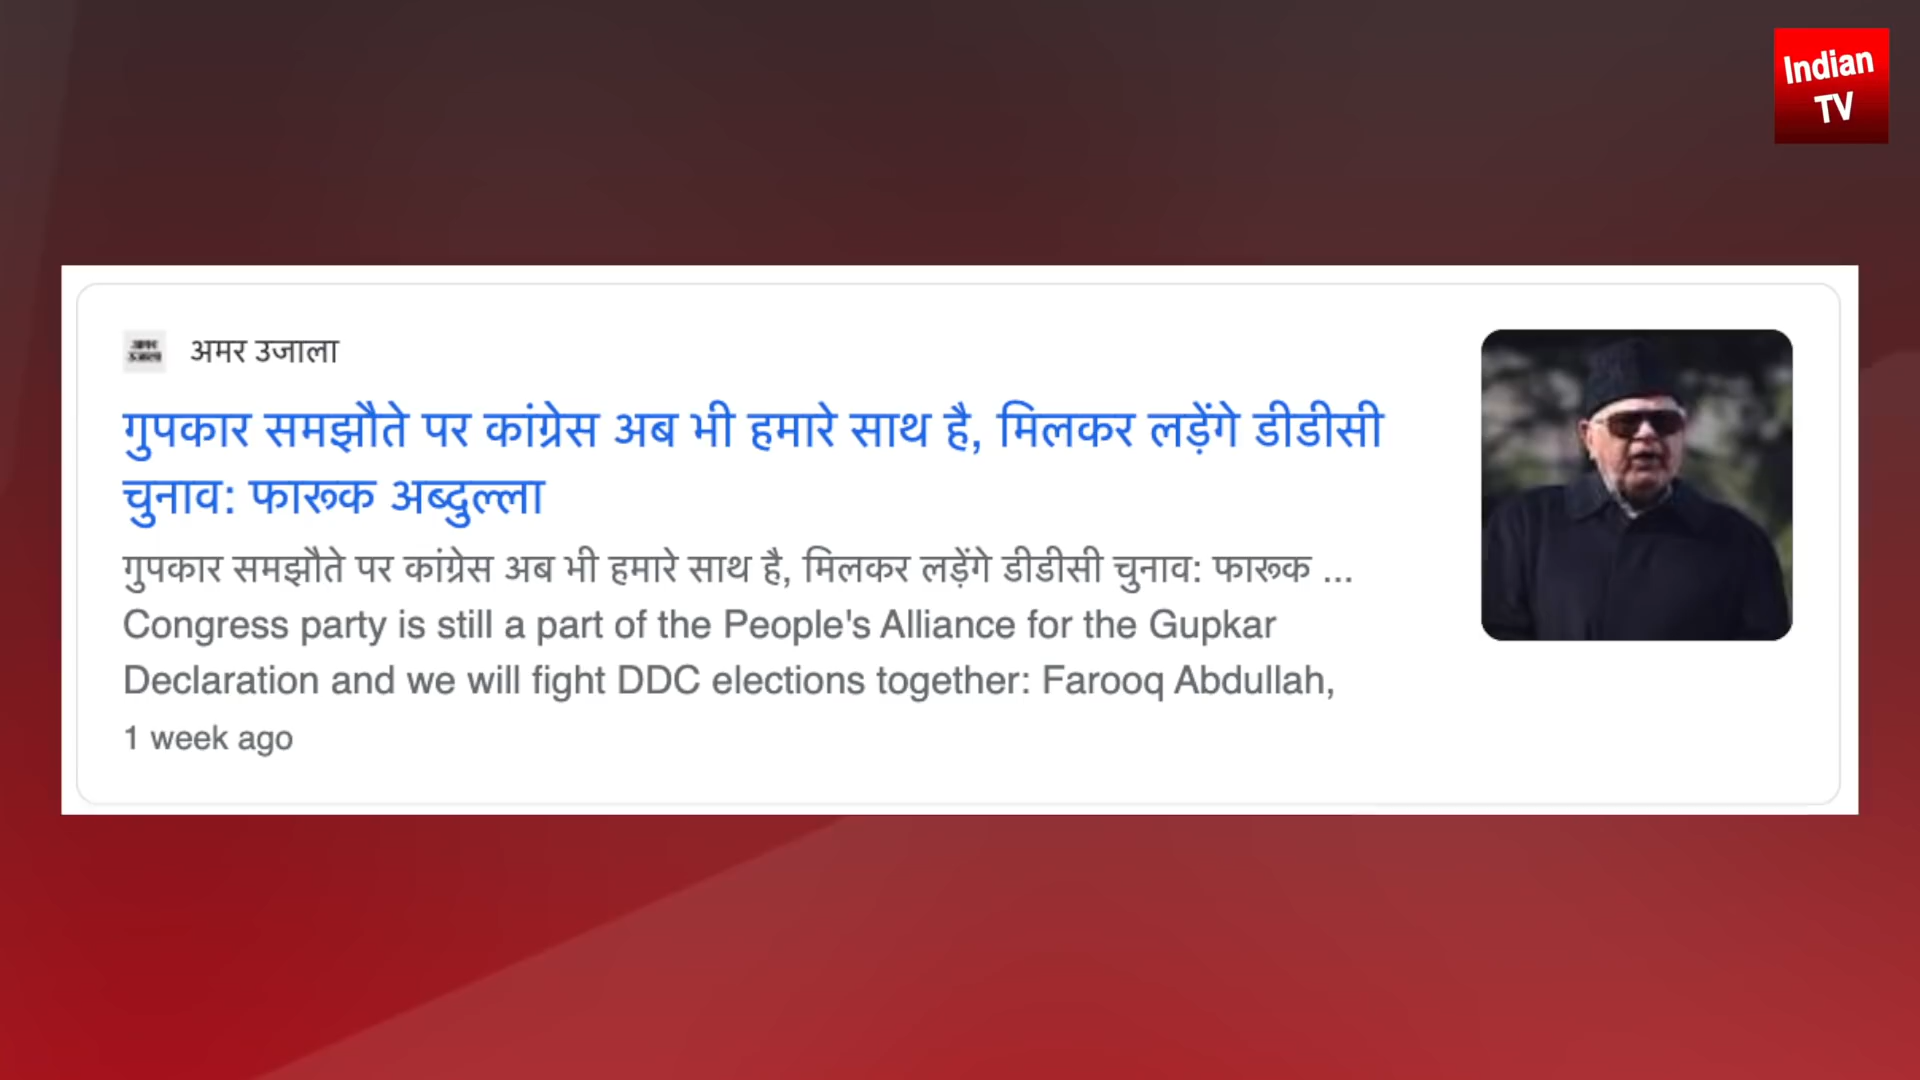 Indian
TV
अमर उजाला
गुपकार समझौते पर कांग्रेस अब भी हमारे साथ है, मिलकर लड़ेंगे डीडीसी
चुनाव: फारूक अब्दुल्ला
गुपकार समझौते पर कांग्रेस अब भी हमारे साथ है, मिलकर लड़ेंगे डीडीसी चुनाव: फारूक ...
Congress party is still a part of the People's Alliance for the Gupkar
Declaration and we will fight DDC elections together: Farooq Abdullah,
1 week ago